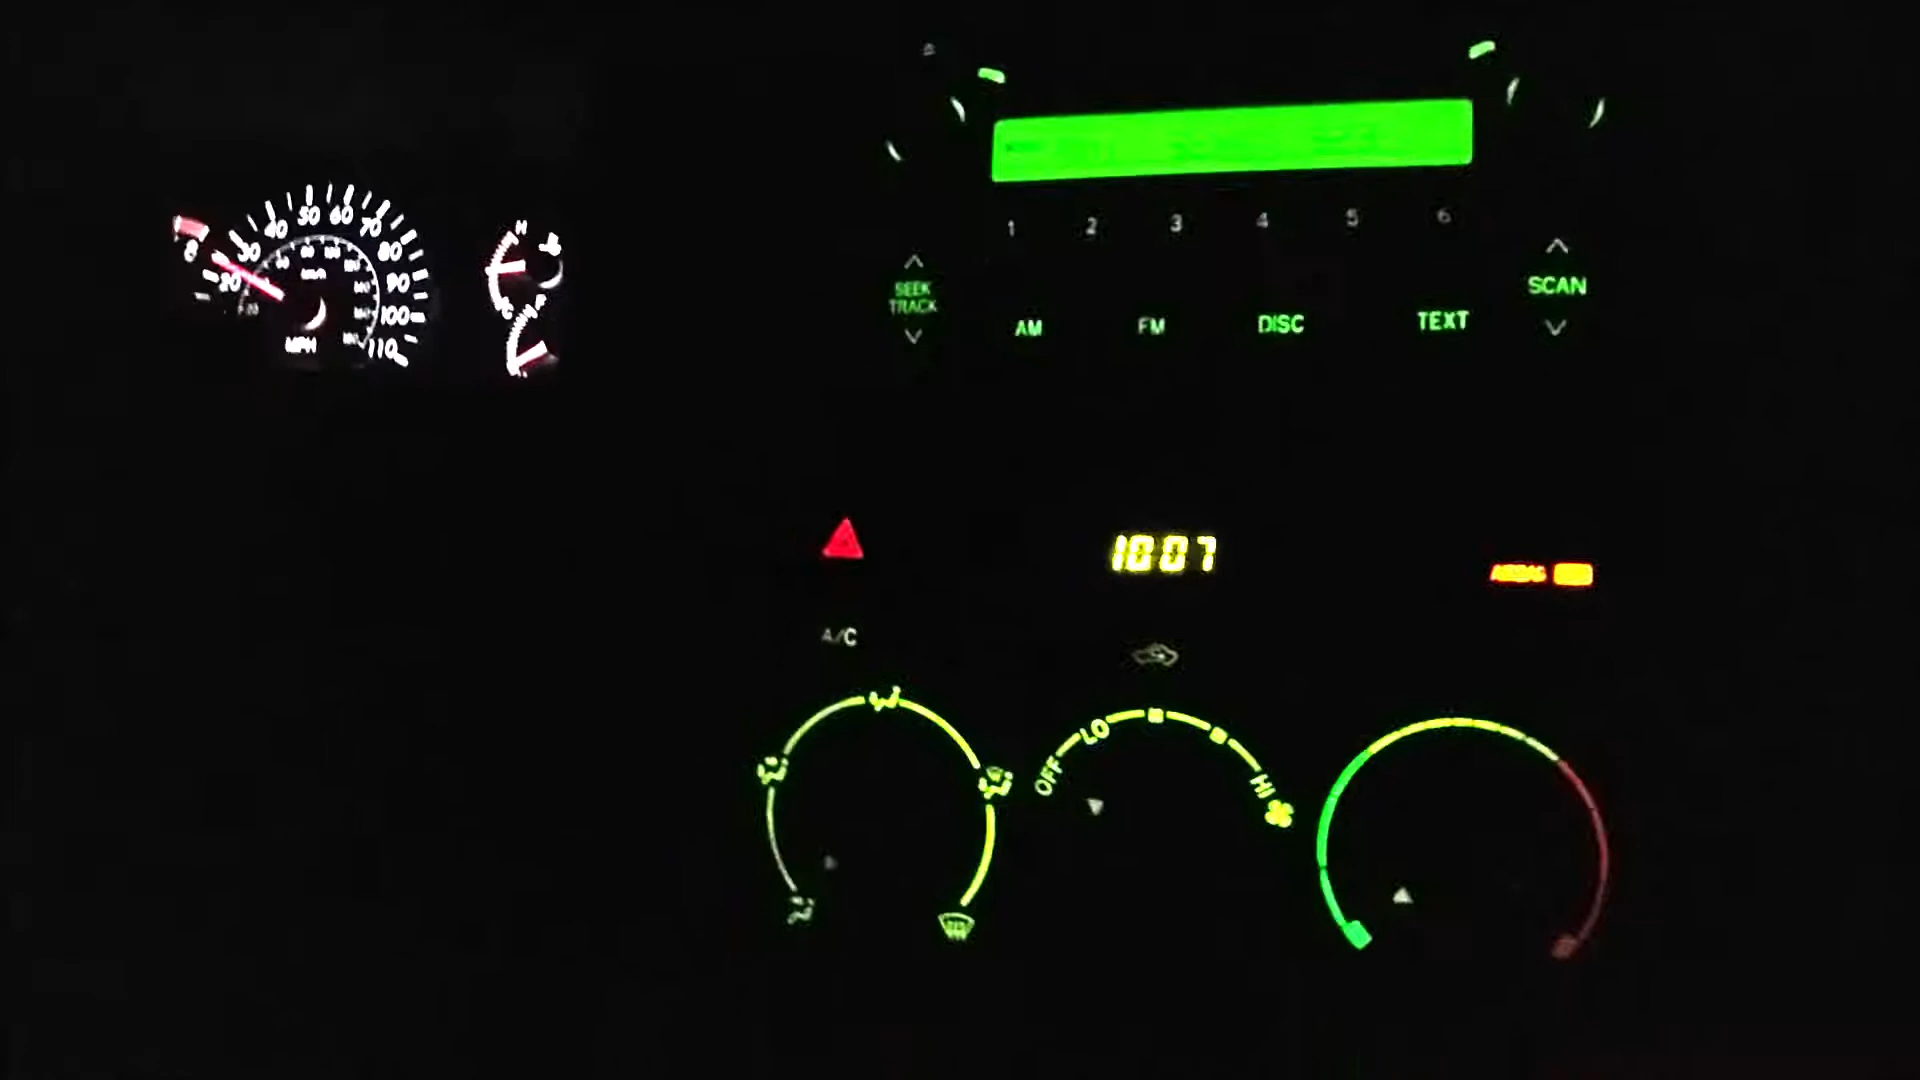 1 2 3 4 5 6
SEEK
TRACK
SCAN
AM FM DISC TEXT
8
20 30 40 50 60 70 80 90 100 110
MPH
H
C
F
1007
A/C
OFF LO HI